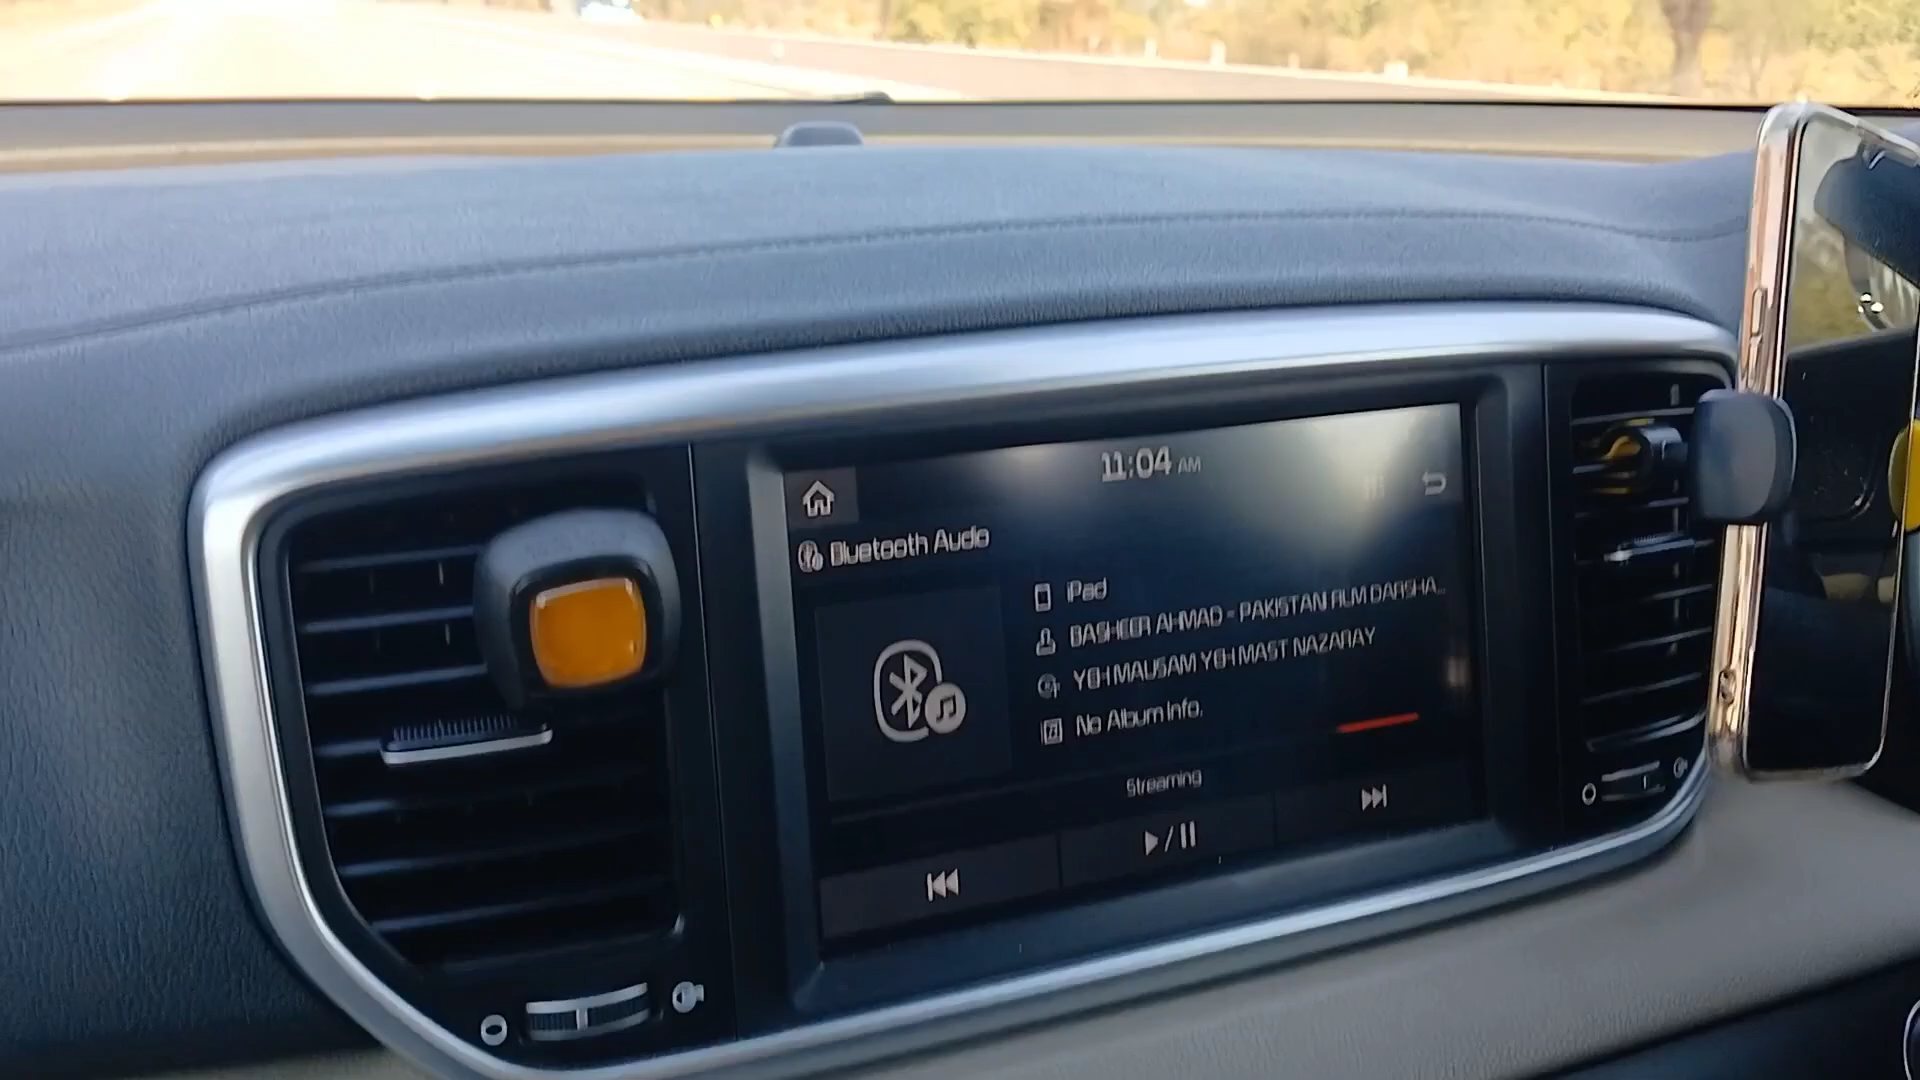 11:04 AM
Bluetooth Audio
iPad
BASHEER AHMAD - PAKISTAN FILM DARSHA...
YEH MAUSAM YEH MAST NAZARAY
No Album Info.
Streaming